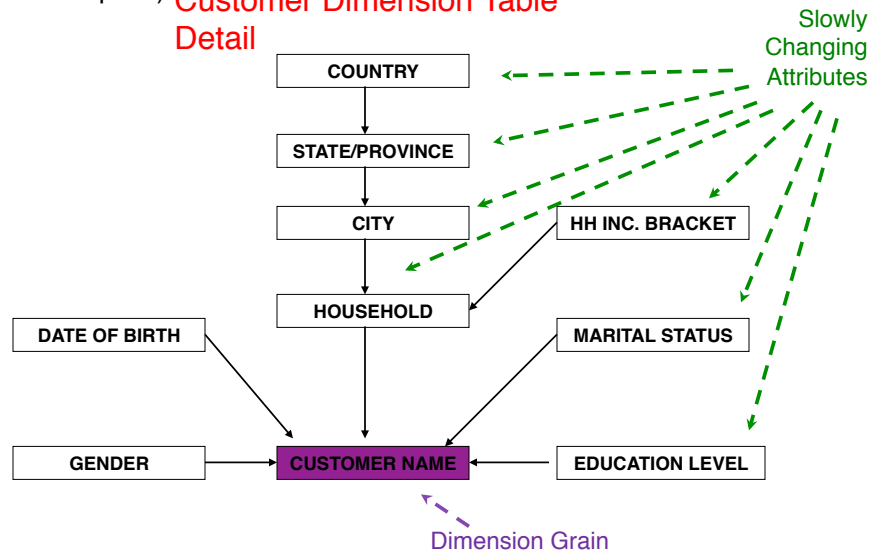 Customer Dimension Table
Detail
Slowly
Changing
Attributes
COUNTRY
STATE/PROVINCE
CITY
HH INC. BRACKET
HOUSEHOLD
DATE OF BIRTH
MARITAL STATUS
GENDER
CUSTOMER NAME
EDUCATION LEVEL
Dimension Grain